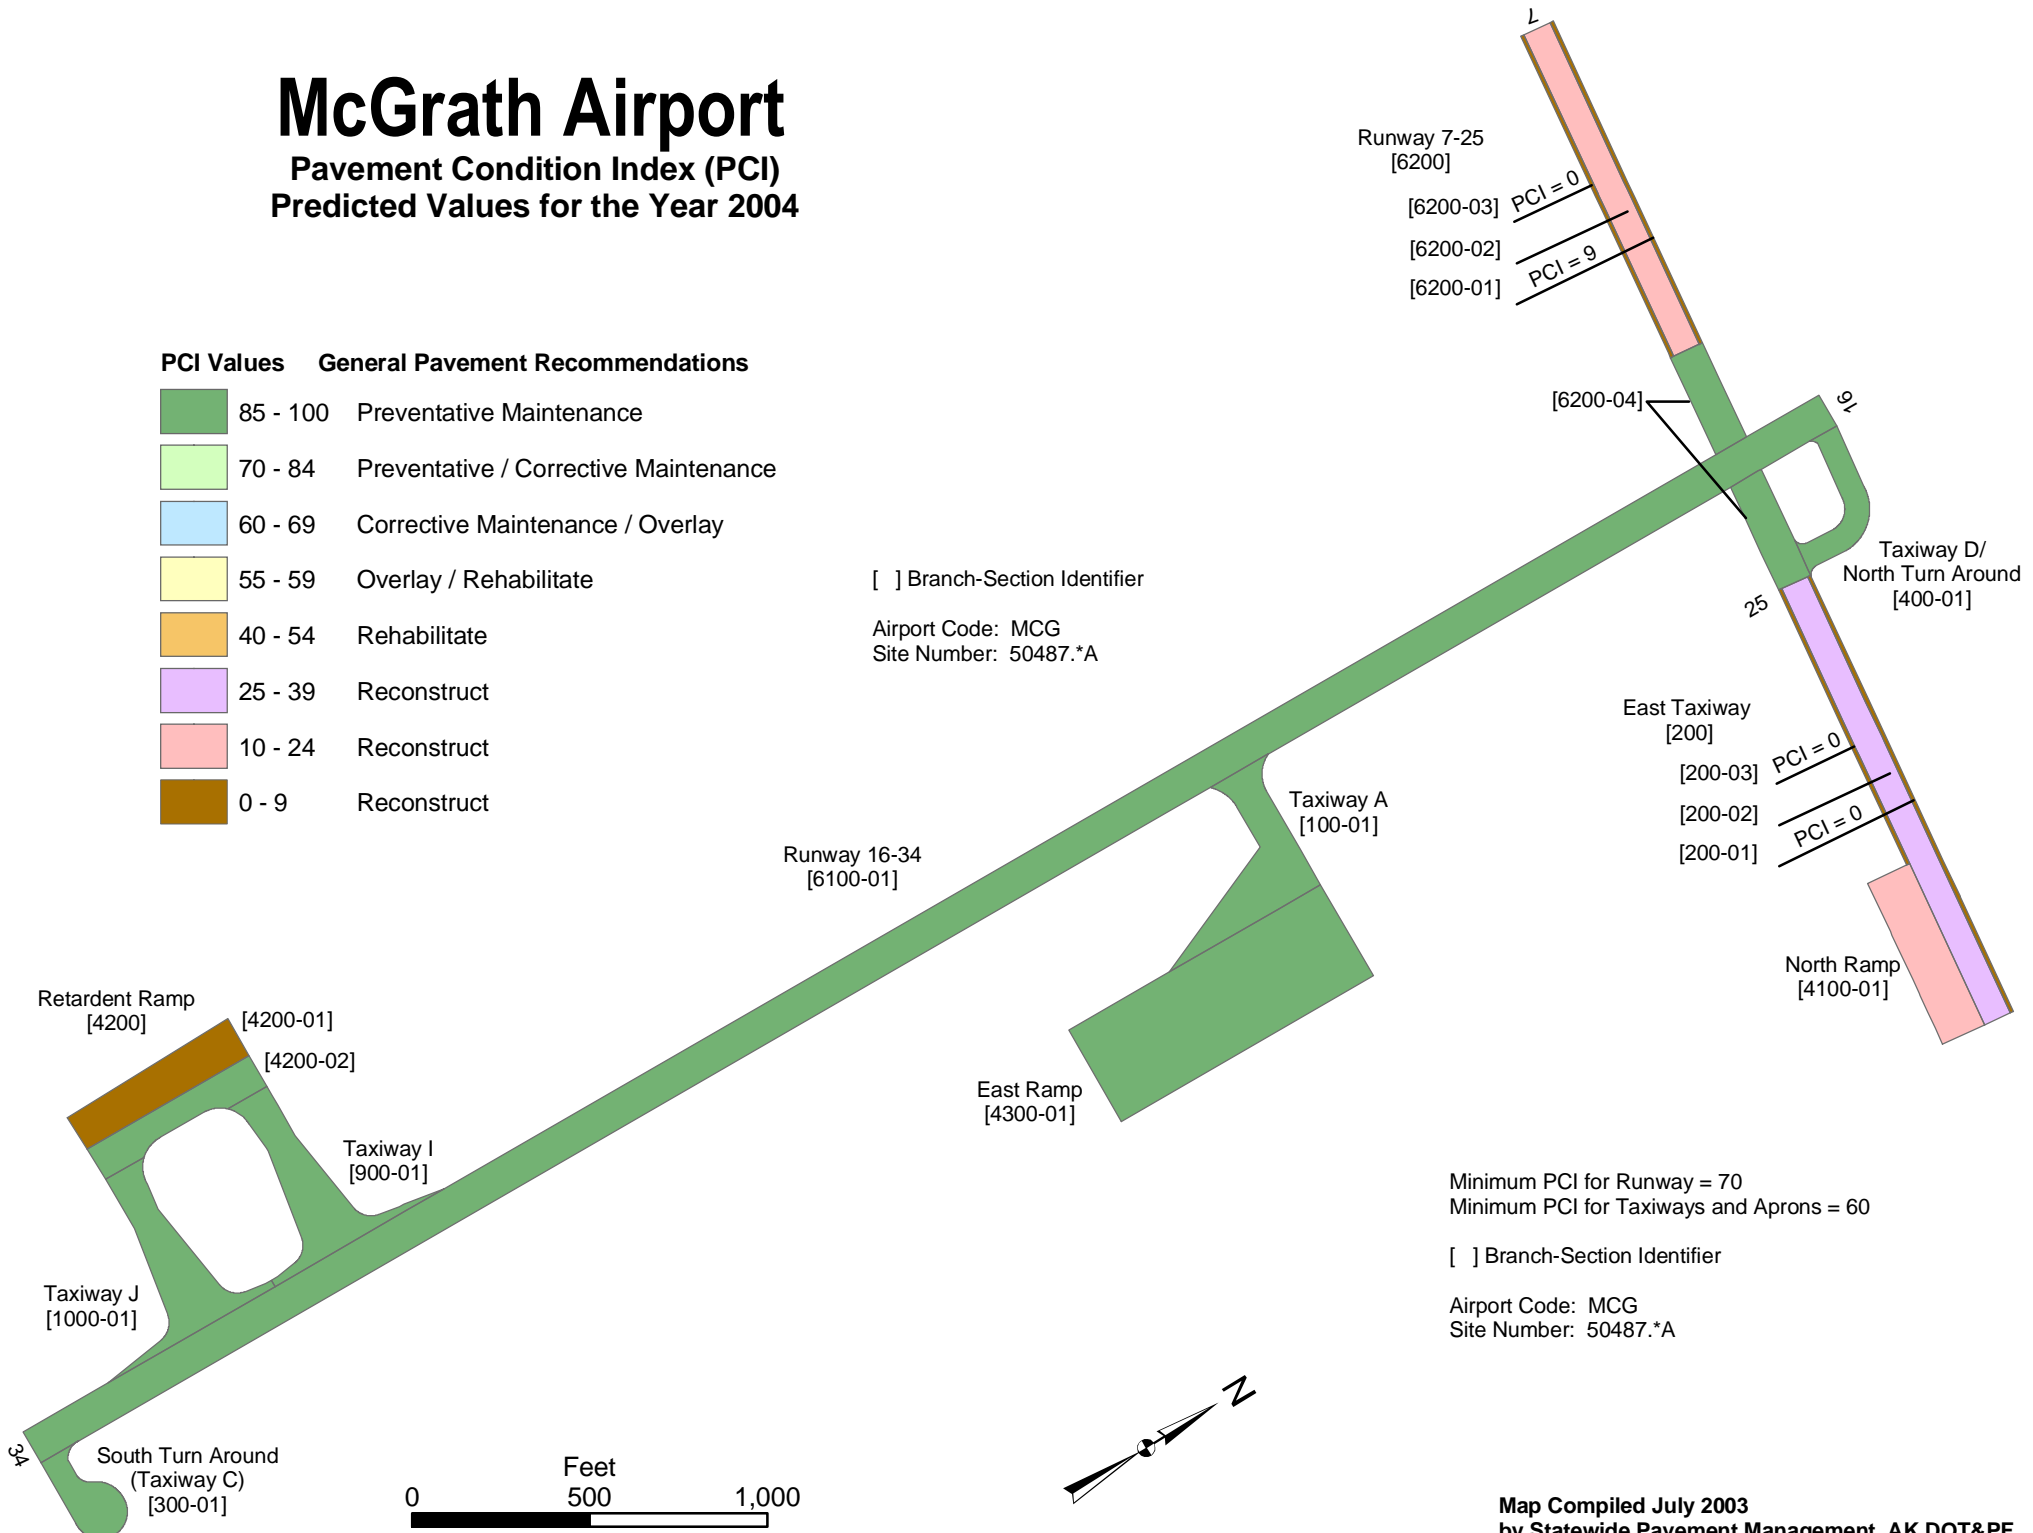 McGrath Airport
Pavement Condition Index (PCI)
Predicted Values for the Year 2004
PCI Values General Pavement Recommendations
85 - 100 Preventative Maintenance
70 - 84 Preventative / Corrective Maintenance
60 - 69 Corrective Maintenance / Overlay
55 - 59 Overlay / Rehabilitate
40 - 54 Rehabilitate
25 - 39 Reconstruct
10 - 24 Reconstruct
0 - 9 Reconstruct
[ ] Branch-Section Identifier
Airport Code: MCG
Site Number: 50487.*A
7
Runway 7-25
[6200]
[6200-03] PCI = 0
[6200-02]
[6200-01] PCI = 9
[6200-04]
16
Taxiway D/
North Turn Around
[400-01]
25
East Taxiway
[200]
[200-03] PCI = 0
[200-02]
[200-01] PCI = 0
Taxiway A
[100-01]
Runway 16-34
[6100-01]
North Ramp
[4100-01]
Retardent Ramp
[4200]
[4200-01]
[4200-02]
East Ramp
[4300-01]
Taxiway I
[900-01]
Taxiway J
[1000-01]
34
South Turn Around
(Taxiway C)
[300-01]
Feet
0 500 1,000
N
Minimum PCI for Runway = 70
Minimum PCI for Taxiways and Aprons = 60
[ ] Branch-Section Identifier
Airport Code: MCG
Site Number: 50487.*A
Map Compiled July 2003
by Statewide Pavement Management, AK DOT&PF